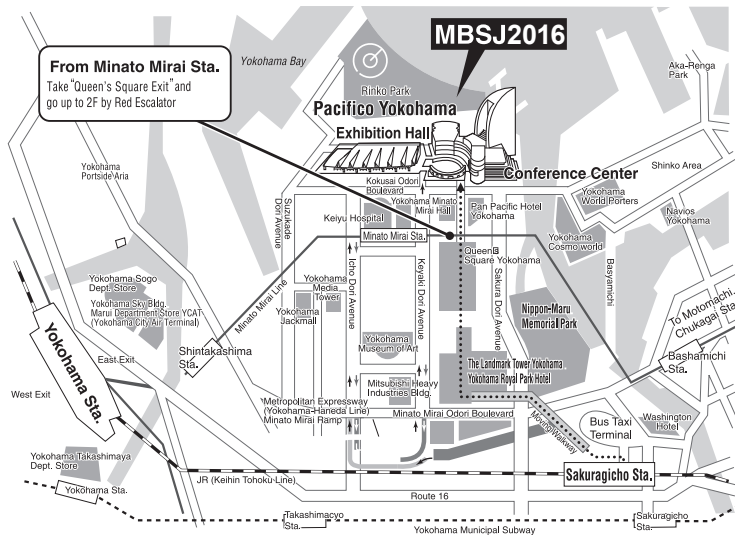 MBSJ2016
From Minato Mirai Sta.
Take "Queen's Square Exit" and
go up to 2F by Red Escalator
Yokohama Bay
Rinko Park
Aka-Renga
Park
Pacifico Yokohama
Exhibition Hall
Conference Center
Shinko Area
Yokohama
Portside Aria
Kokusai Odori
Boulevard
Yokohama Minato
Mirai Hall
Pan Pacific Hotel
Yokohama
Yokohama
World Porters
Navios
Yokohama
Suzukade
Dori Avenue
Keiyu Hospital
Minato Mirai Sta.
Queen's
Square Yokohama
Yokohama
Cosmo world
Basyamichi
Yokohama Sogo
Dept. Store
Yokohama Sky Bldg.
Marui Department Store YCAT
(Yokohama City Air Terminal)
Minato Mirai Line
Yokohama
Media
Tower
Icho Dori Avenue
Keyaki Dori Avenue
Sakura Dori Avenue
Yokohama
Jackmall
Nippon-Maru
Memorial Park
To Motomachi,
Chukagai Sta.
Yokohama Sta.
East Exit
West Exit
Shintakashima
Sta.
Yokohama
Museum of Art
Bashamichi
Sta.
The Landmark Tower Yokohama
Yokohama Royal Park Hotel
Mitsubishi Heavy
Industries Bldg.
Metropolitan Expressway
(Yokohama-Haneda Line)
Minato Mirai Ramp
Minato Mirai Odori Boulevard
Moving Walkway
Bus Taxi
Terminal
Washington
Hotel
Yokohama Takashimaya
Dept. Store
Yokohama Sta.
JR (Keihin Tohoku Line)
Sakuragicho Sta.
Route 16
Takashimacyo
Sta.
Yokohama Municipal Subway
Sakuragicho
Sta.